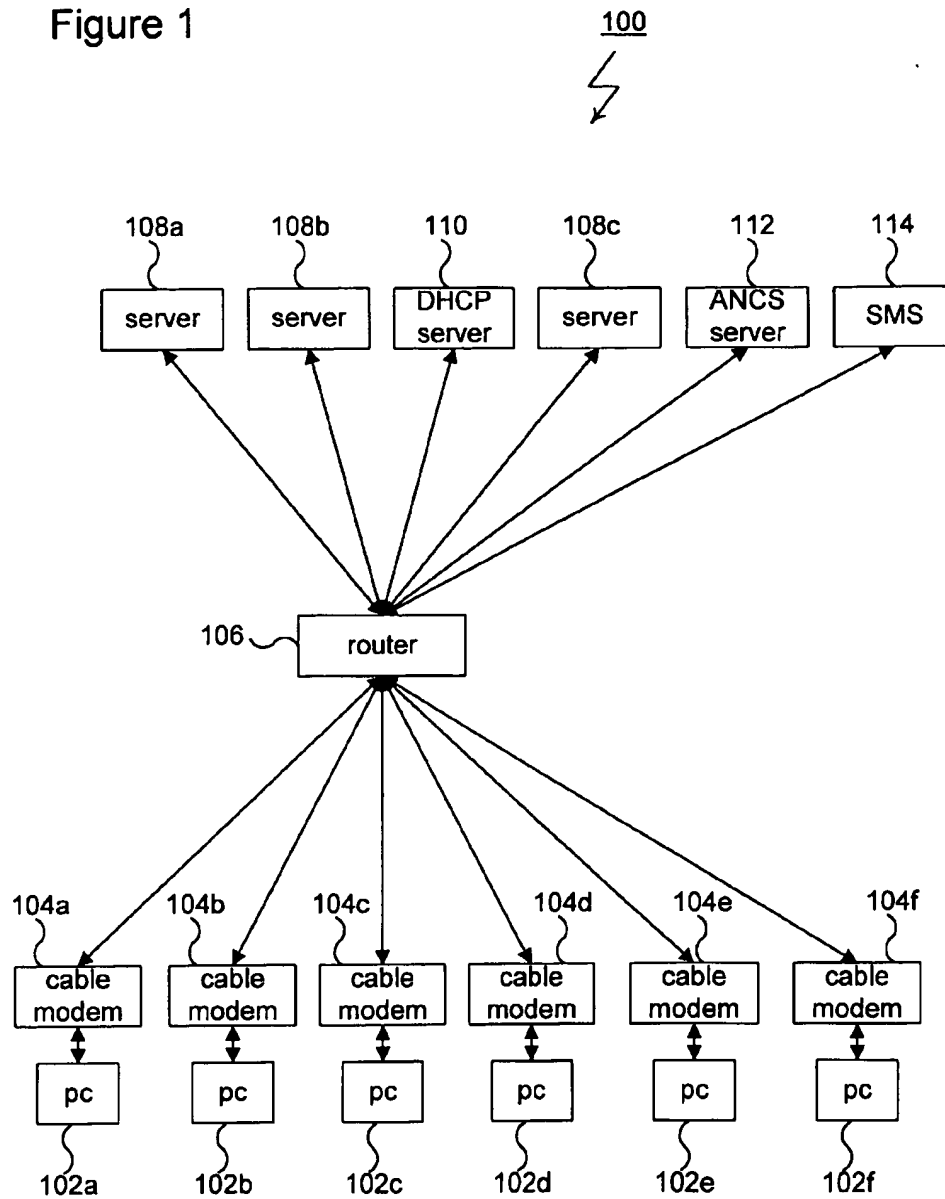 Figure 1
100
108a
108b
110
108c
112
114
server
server
DHCP
server
server
ANCS
server
SMS
106
router
104a
104b
104c
104d
104e
104f
cable
modem
cable
modem
cable
modem
cable
modem
cable
modem
cable
modem
pc
pc
pc
pc
pc
pc
102a
102b
102c
102d
102e
102f